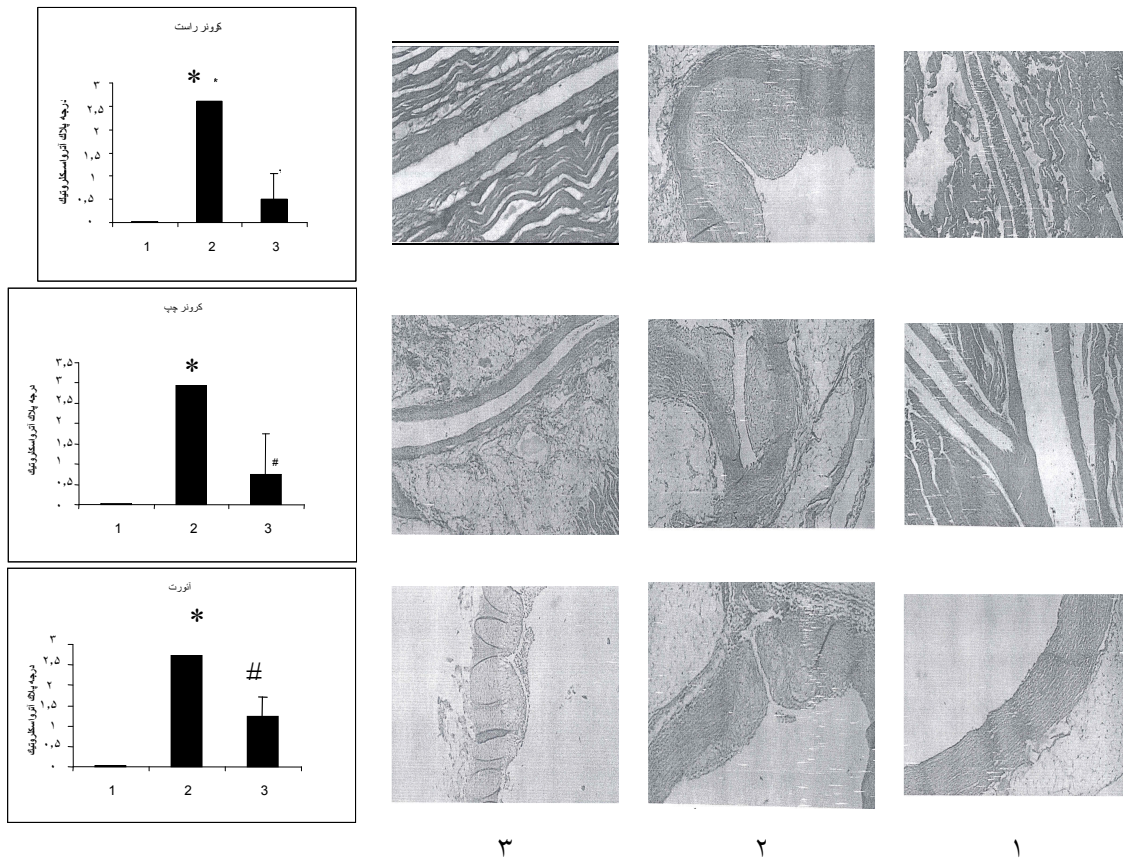 کرونر راست
درجه پلاک آترواسکلروتیک
۳
۲,۵
۲
۱,۵
۱
۰,۵
۰
* *
1 2 3
کرونر چپ
درجه پلاک آترواسکلروتیک
۳,۵
۳
۲,۵
۲
۱,۵
۱
۰,۵
۰
*
#
1 2 3
آئورت
درجه پلاک آترواسکلروتیک
۳
۲,۵
۲
۱,۵
۱
۰,۵
۰
*
#
1 2 3
۱ ۲ ۳